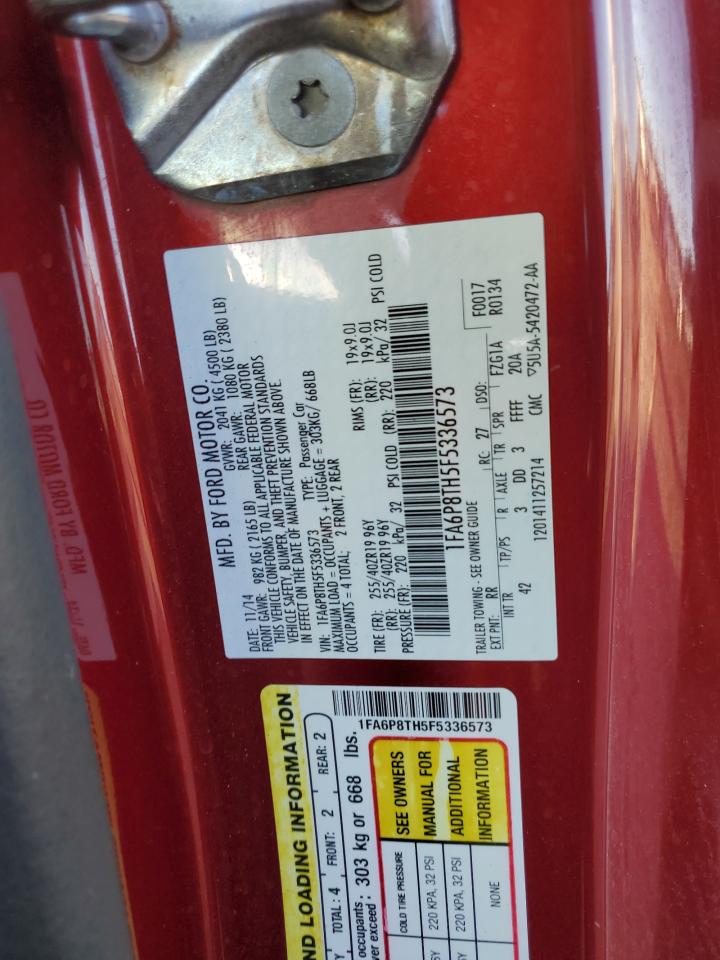 MFD. BY FORD MOTOR CO.
DATE: 11/14 GVWR: 2041 KG ( 4500 LB)
FRONT GAWR: 982 KG ( 2165 LB) REAR GAWR: 1080 KG ( 2380 LB)
THIS VEHICLE CONFORMS TO ALL APPLICABLE FEDERAL MOTOR
VEHICLE SAFETY, BUMPER, AND THEFT PREVENTION STANDARDS
IN EFFECT ON THE DATE OF MANUFACTURE SHOWN ABOVE.
VIN: 1FA6P8TH5F5336573 TYPE: Passenger Car
MAXIMUM LOAD = OCCUPANTS + LUGGAGE = 303KG/ 668LB
OCCUPANTS = 4 TOTAL: 2 FRONT, 2 REAR
TIRE (FR): 255/40ZR19 96Y RIMS (FR): 19x9.0J
(RR): 255/40ZR19 96Y (RR): 19x9.0J
PRESSURE (FR): 220 kPa/ 32 PSI COLD (RR): 220 kPa/ 32 PSI COLD
1FA6P8TH5F5336573
TRAILER TOWING - SEE OWNER GUIDE
EXT PNT: RR RC: 27 DSO: F0017
INT TR TP/PS R AXLE TR SPR R0134
42 3 DD 3 FFFF FZG1A
20A
1201411257214 CMC ▽5U5A-5420472-AA
ND LOADING INFORMATION
TOTAL: 4 FRONT: 2 REAR: 2
occupants: 303 kg or 668 lbs.
ver exceed:
1FA6P8TH5F5336573
COLD TIRE PRESSURE
220 KPA, 32 PSI
220 KPA, 32 PSI
NONE
SEE OWNERS
MANUAL FOR
ADDITIONAL
INFORMATION